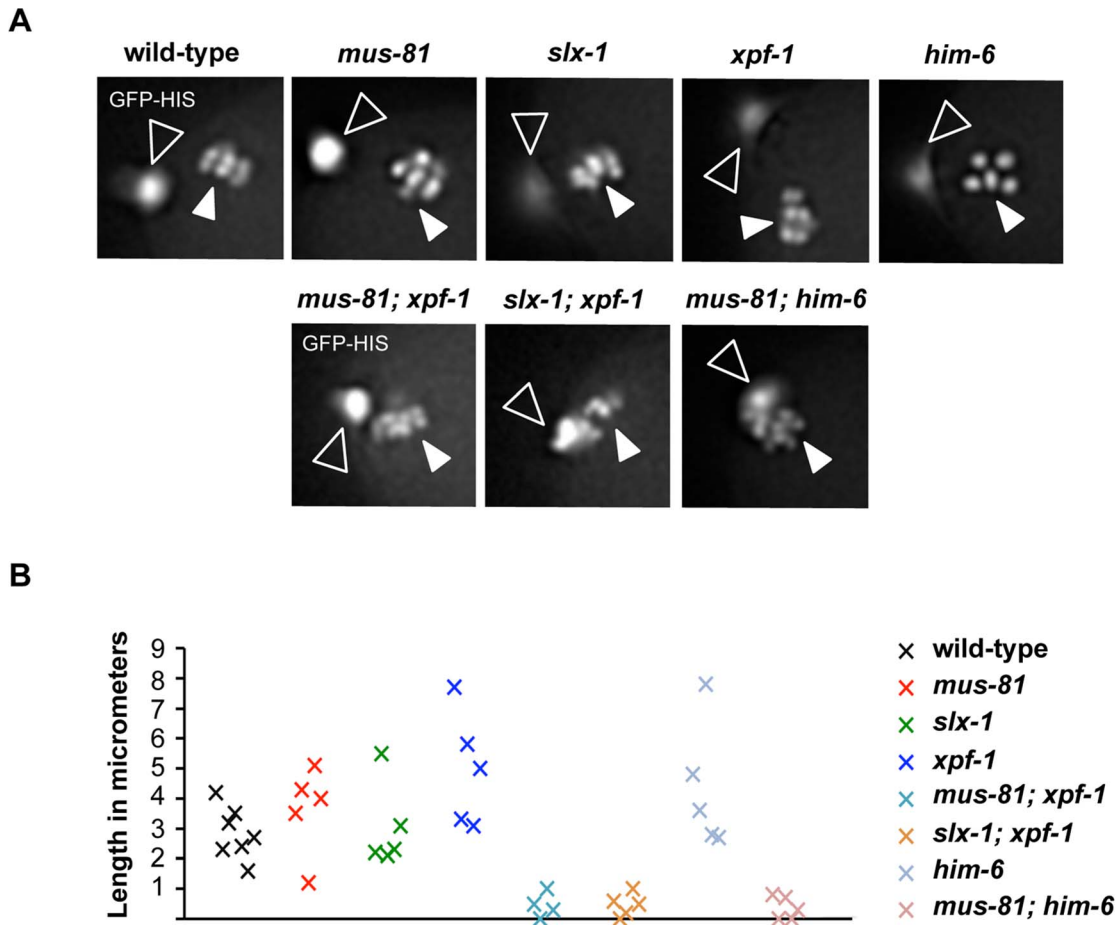 A
wild-type mus-81 slx-1 xpf-1 him-6
GFP-HIS
mus-81; xpf-1 slx-1; xpf-1 mus-81; him-6
GFP-HIS
B
Length in micrometers
9
8
7
6
5
4
3
2
1
wild-type
mus-81
slx-1
xpf-1
mus-81; xpf-1
slx-1; xpf-1
him-6
mus-81; him-6